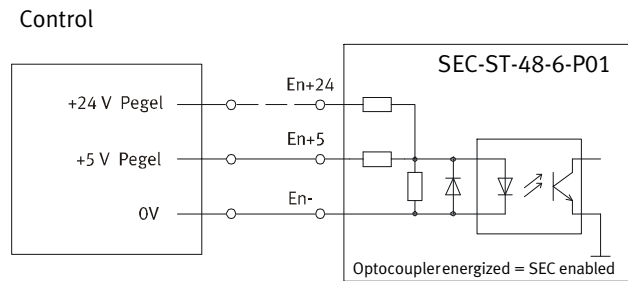 Control
SEC-ST-48-6-P01
+24 V Pegel
En+24
+5 V Pegel
En+5
0V
En-
Optocouplerenergized = SEC enabled